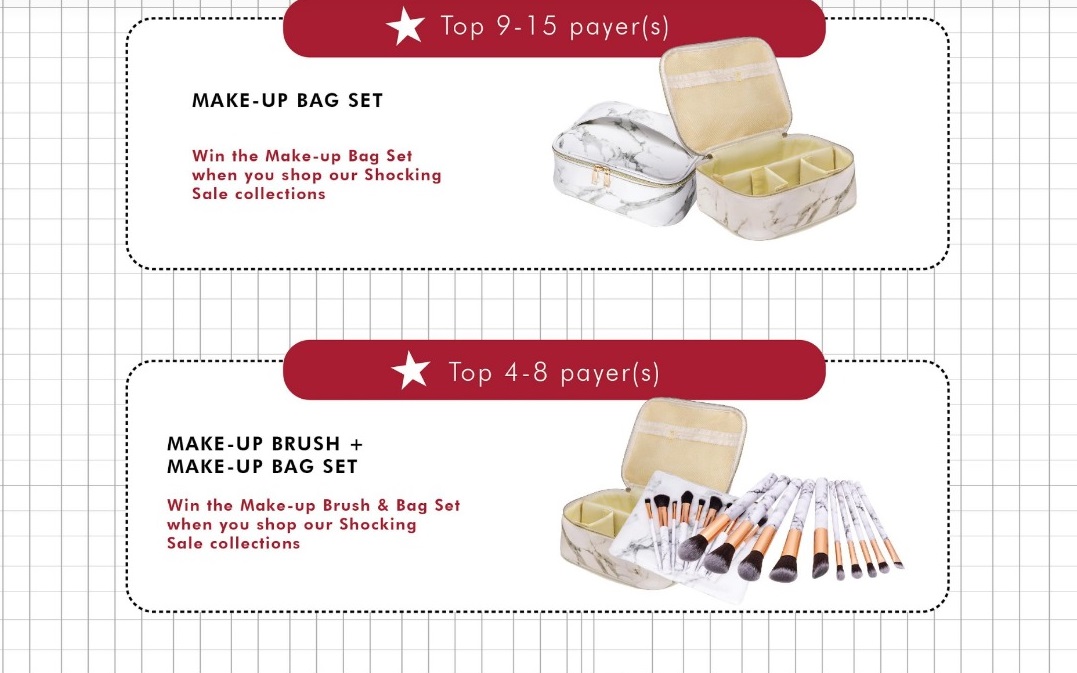 Top 9-15 payer(s)
MAKE-UP BAG SET
Win the Make-up Bag Set
when you shop our Shocking
Sale collections
Top 4-8 payer(s)
MAKE-UP BRUSH +
MAKE-UP BAG SET
Win the Make-up Brush & Bag Set
when you shop our Shocking
Sale collections